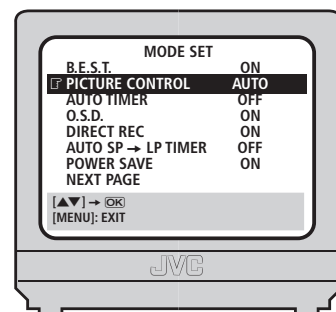 MODE SET
B.E.S.T. ON
☞ PICTURE CONTROL AUTO
AUTO TIMER OFF
O.S.D. ON
DIRECT REC ON
AUTO SP → LP TIMER OFF
POWER SAVE ON
NEXT PAGE
[▲▼] → OK
[MENU]: EXIT
JVC